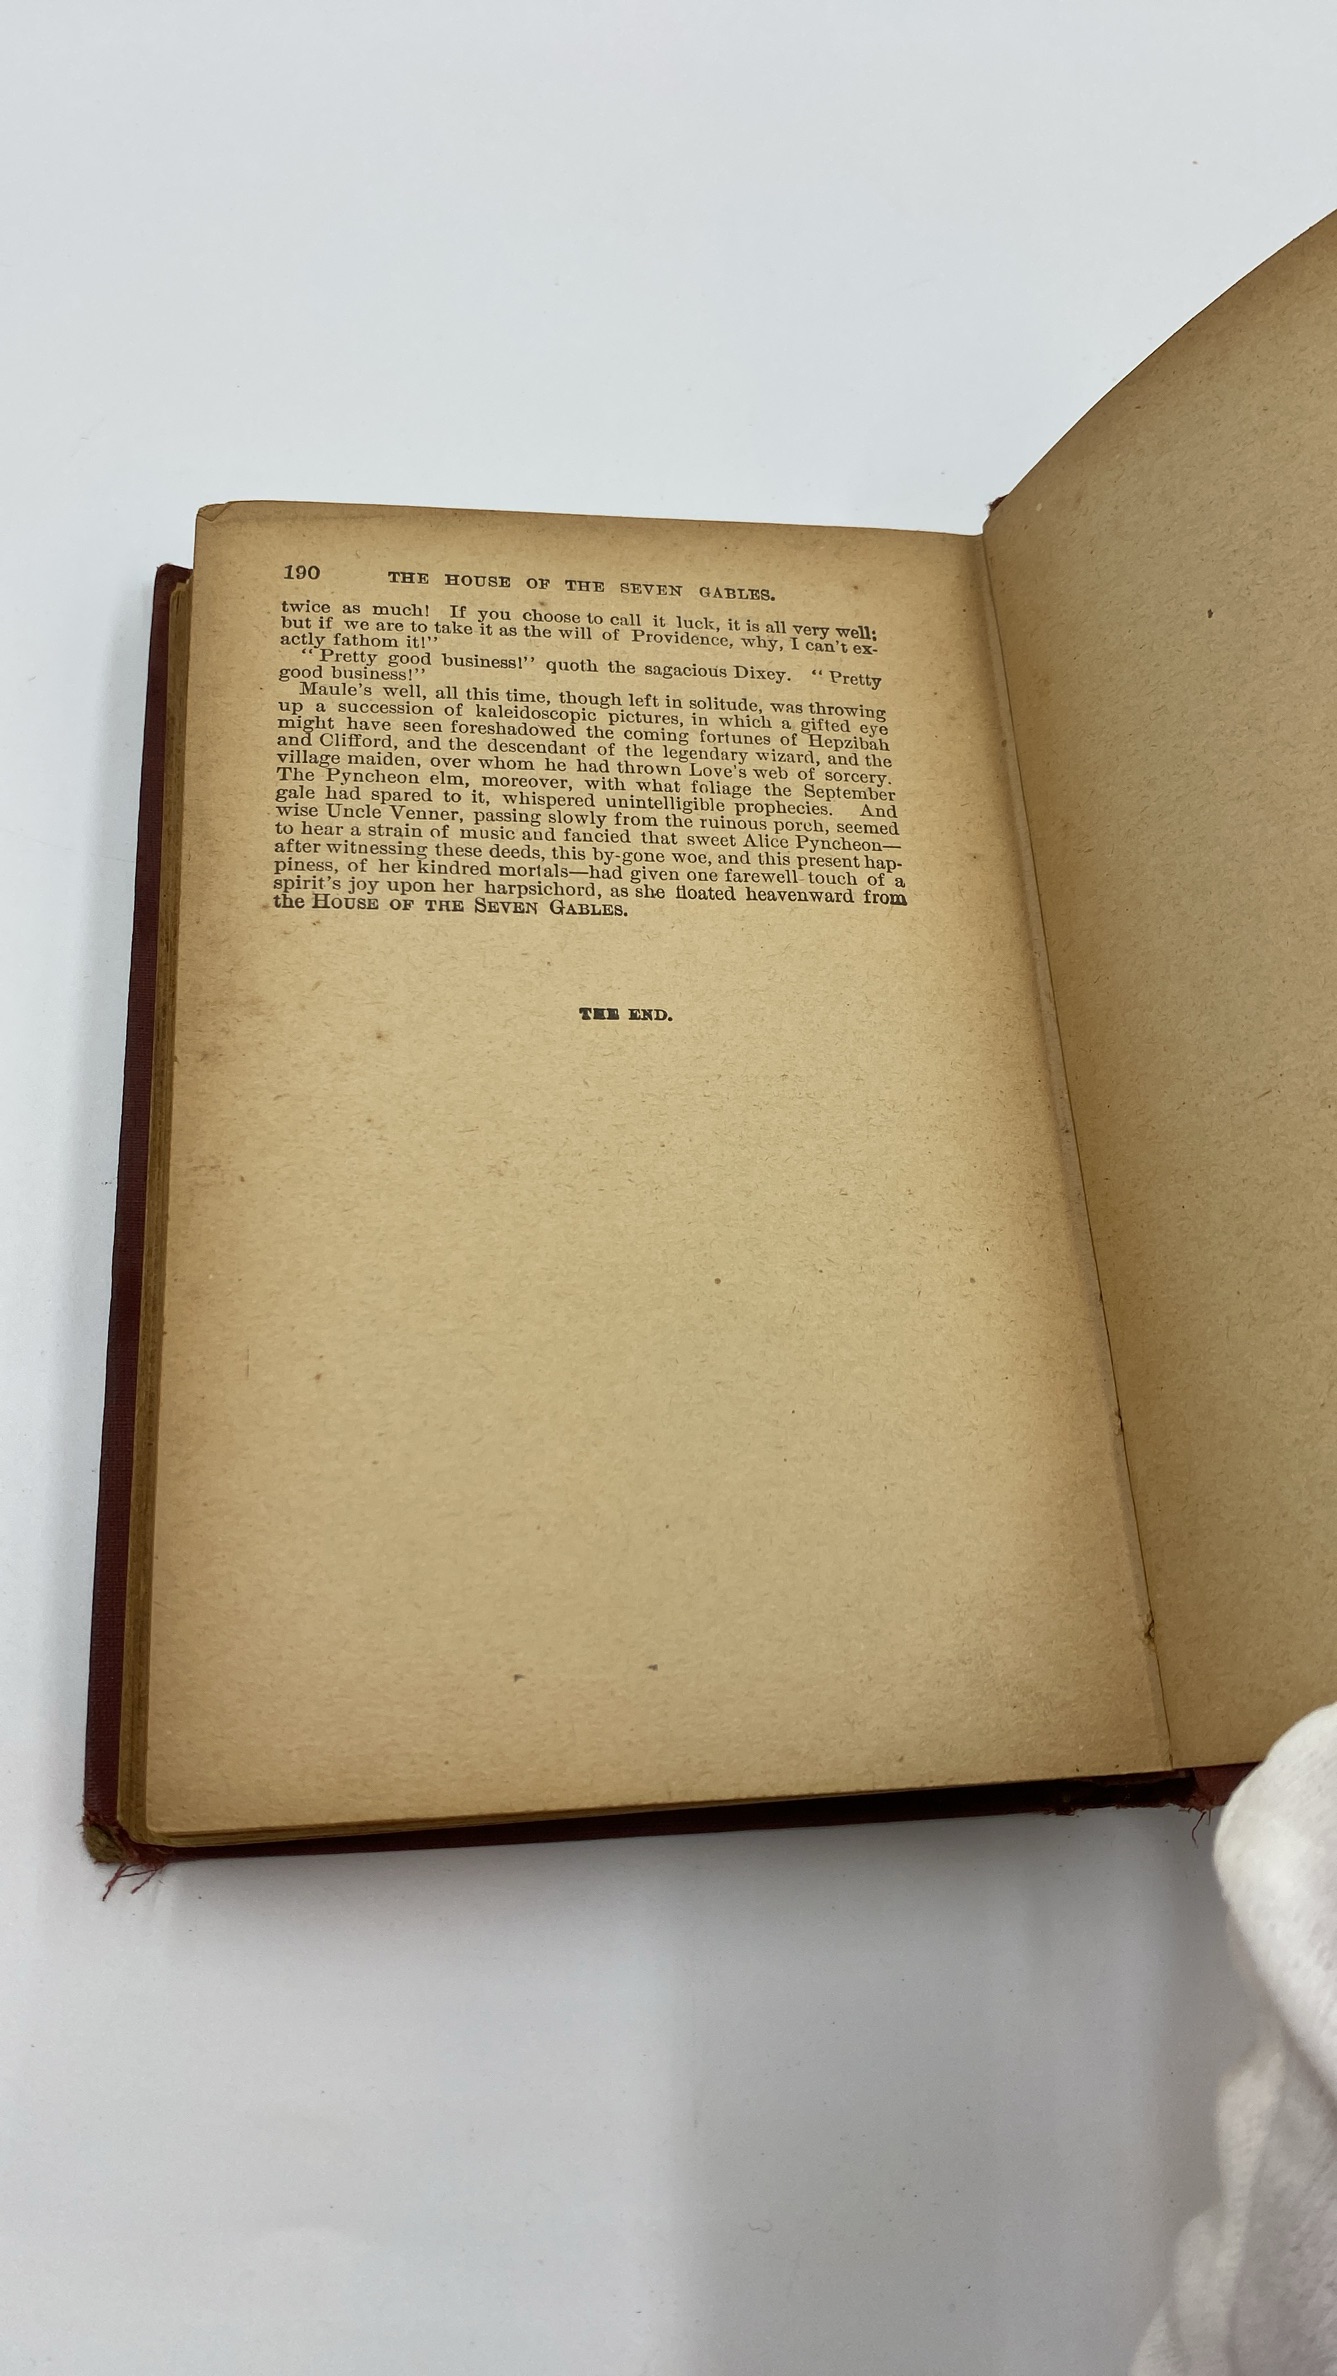 190 THE HOUSE OF THE SEVEN GABLES.
twice as much! If you choose to call it luck, it is all very well;
but if we are to take it as the will of Providence, why, I can't ex-
actly fathom it!"
"Pretty good business!" quoth the sagacious Dixey. "Pretty
good business!"
Maule's well, all this time, though left in solitude, was throwing
up a succession of kaleidoscopic pictures, in which a gifted eye
might have seen foreshadowed the coming fortunes of Hepzibah
and Clifford, and the descendant of the legendary wizard, and the
village maiden, over whom he had thrown Love's web of sorcery.
The Pyncheon elm, moreover, with what foliage the September
gale had spared to it, whispered unintelligible prophecies. And
wise Uncle Venner, passing slowly from the ruinous porch, seemed
to hear a strain of music and fancied that sweet Alice Pyncheon—
after witnessing these deeds, this by-gone woe, and this present hap-
piness, of her kindred mortals—had given one farewell touch of a
spirit's joy upon her harpsichord, as she floated heavenward from
the HOUSE OF THE SEVEN GABLES.
THE END.